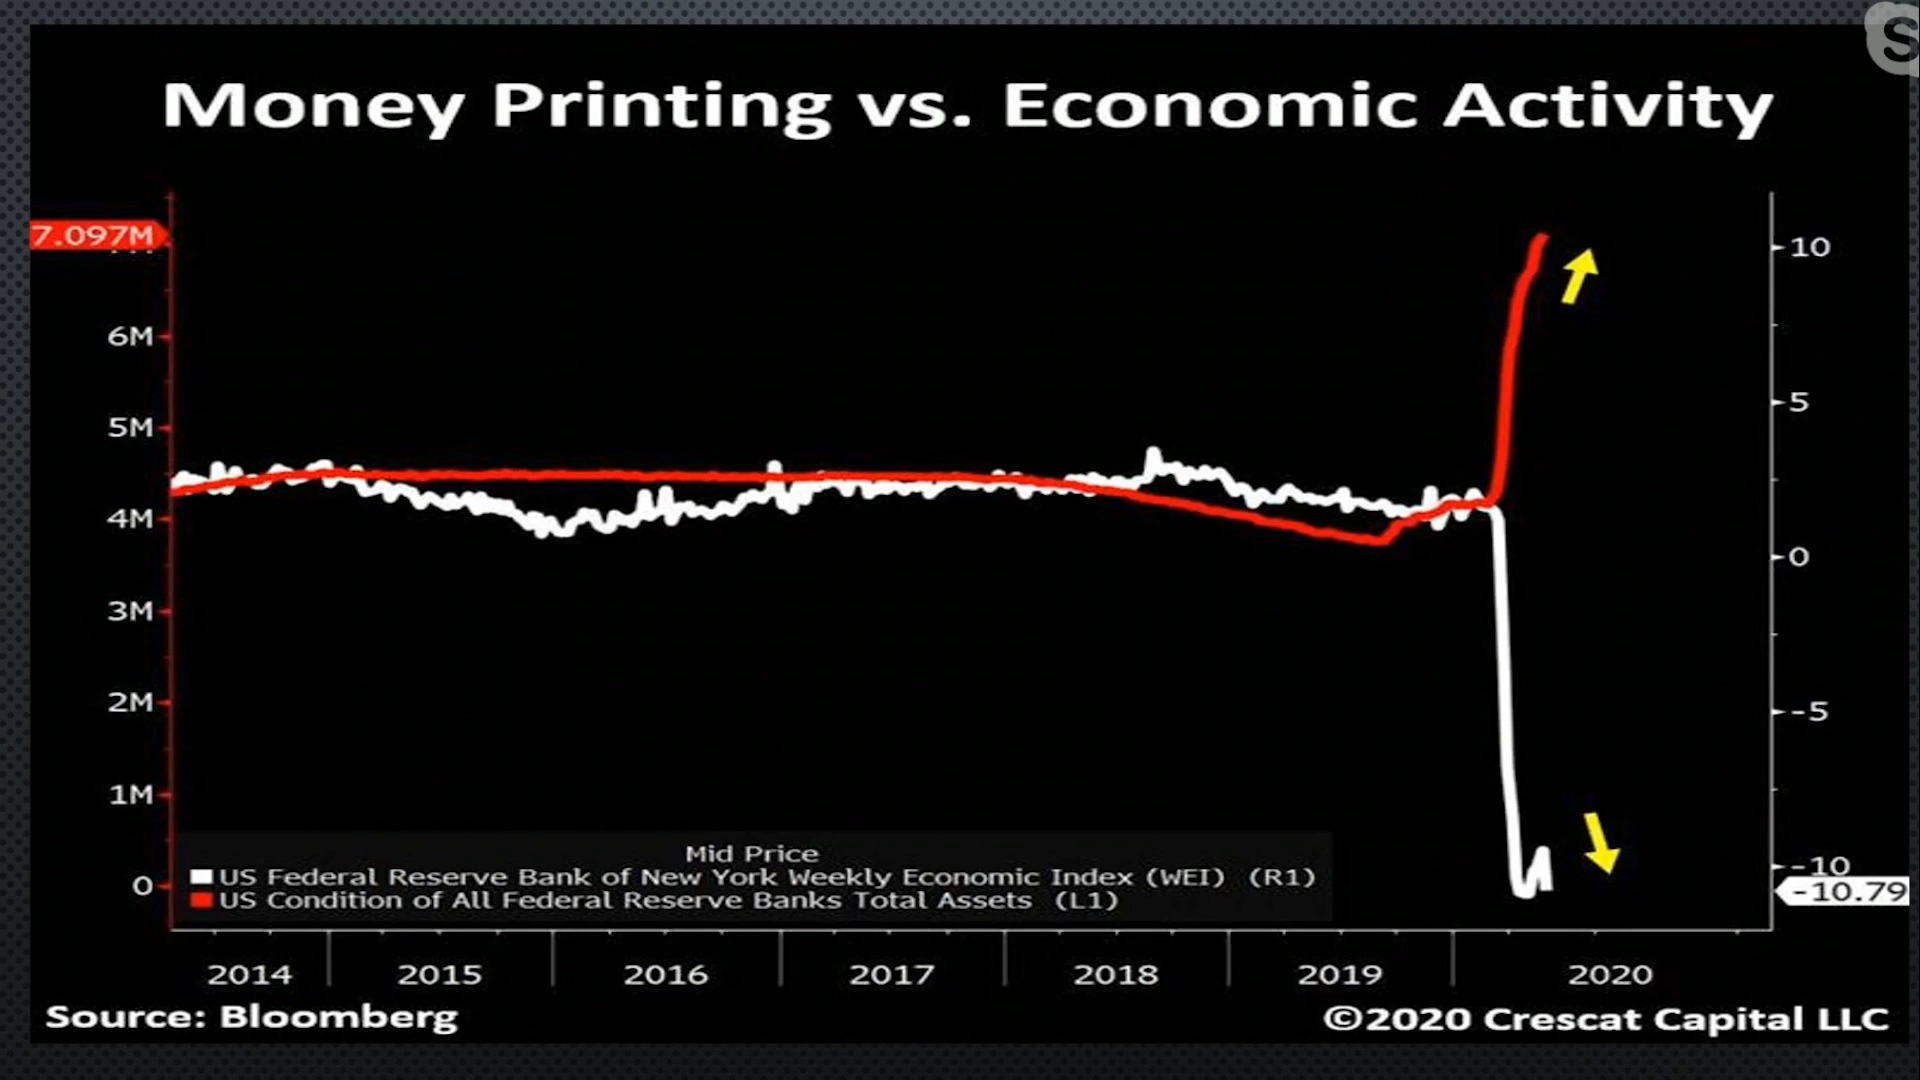 S
Money Printing vs. Economic Activity
7.097M
6M
5M
4M
3M
2M
1M
0
10
5
0
-5
-10
-10.79
Mid Price
US Federal Reserve Bank of New York Weekly Economic Index (WEI) (R1)
US Condition of All Federal Reserve Banks Total Assets (L1)
2014 2015 2016 2017 2018 2019 2020
Source: Bloomberg
©2020 Crescat Capital LLC